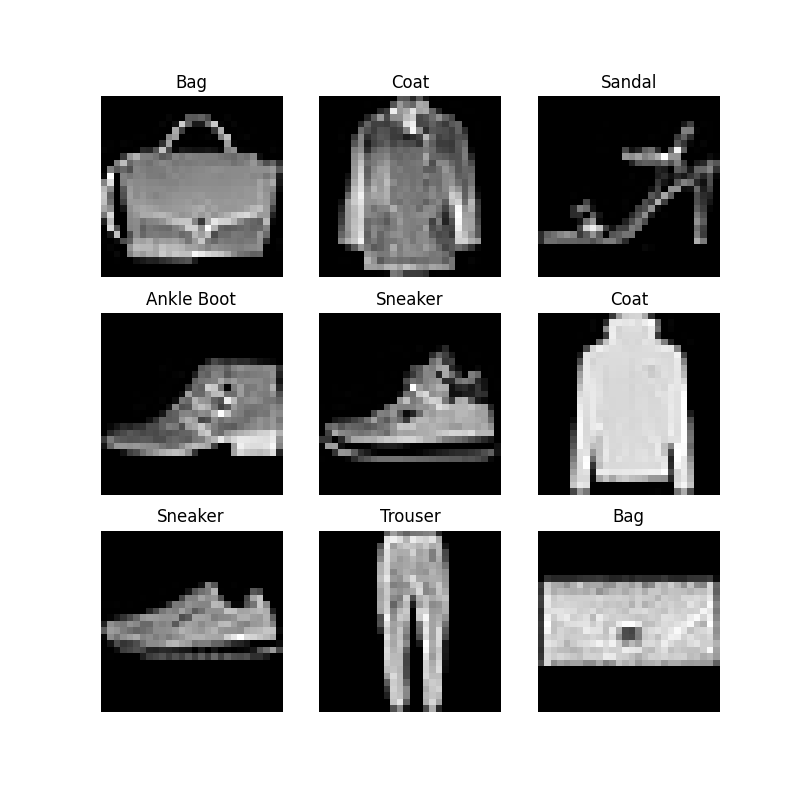 Bag
Coat
Sandal
Ankle Boot
Sneaker
Coat
Sneaker
Trouser
Bag